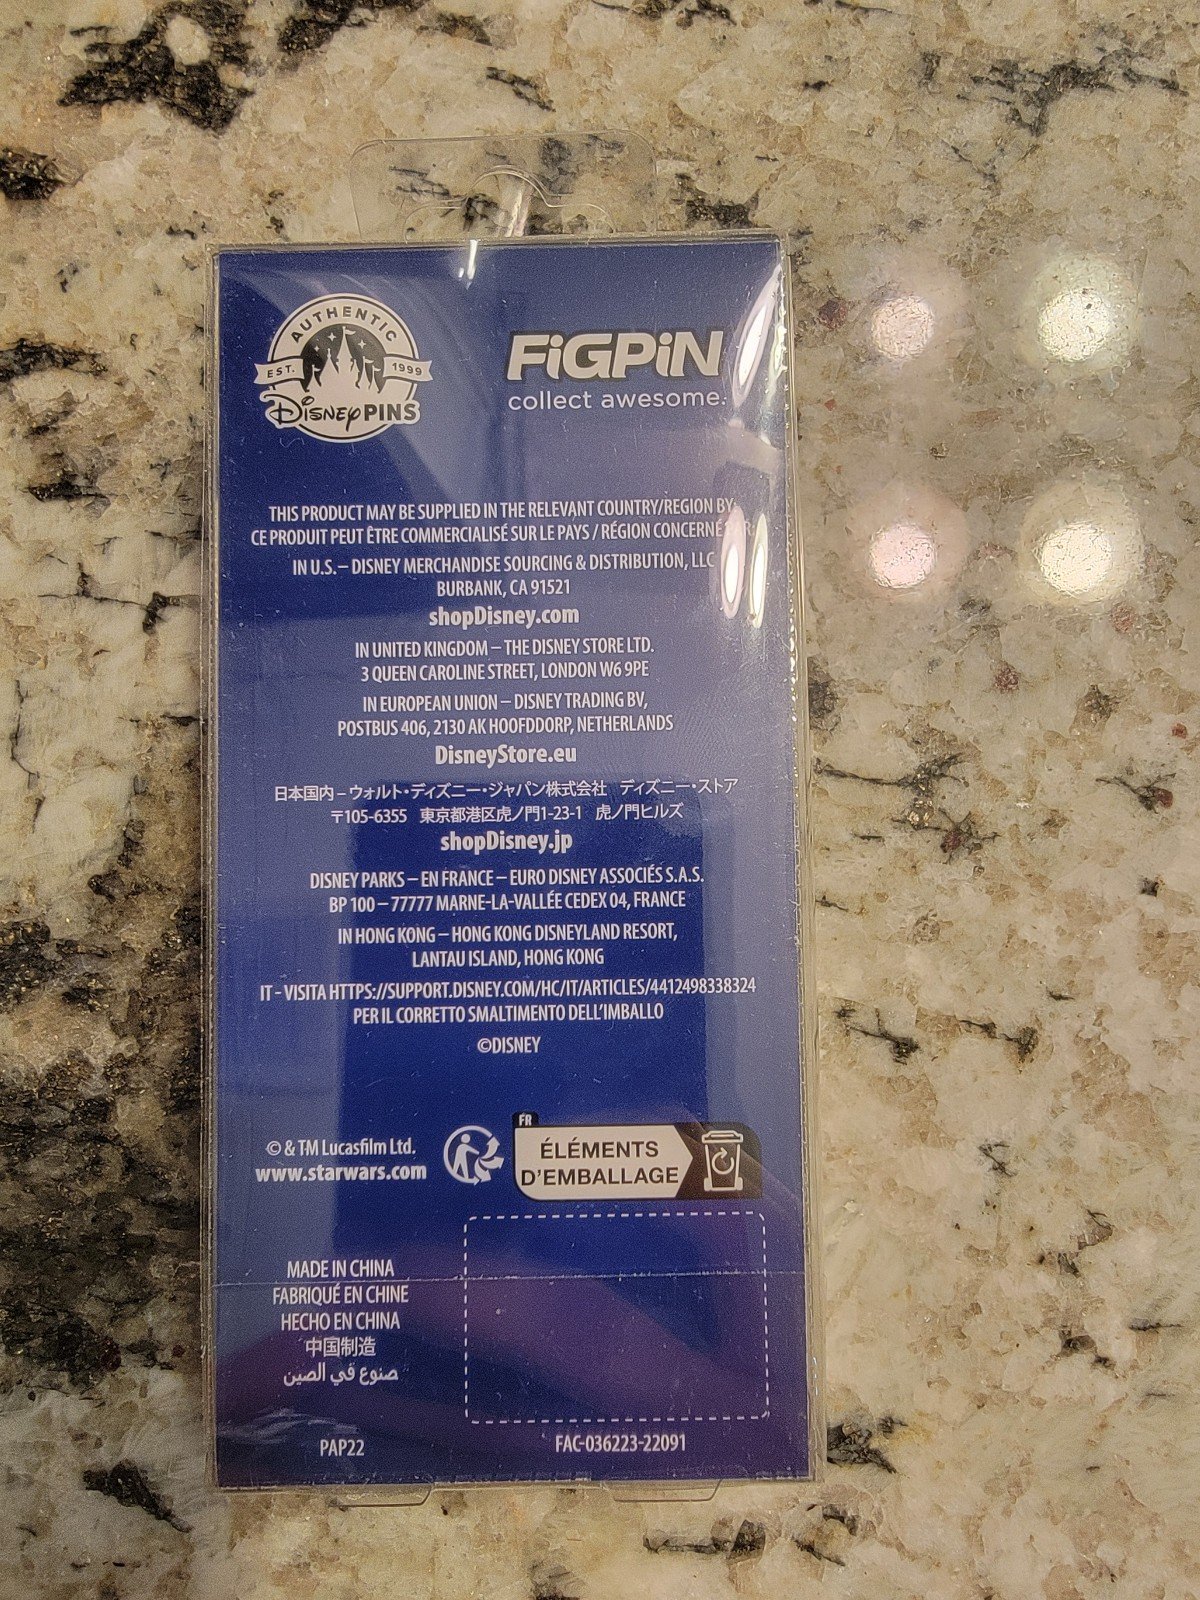 AUTHENTIC
EST. 1999
Disney PINS
FiGPiN
collect awesome.
THIS PRODUCT MAY BE SUPPLIED IN THE RELEVANT COUNTRY/REGION BY
CE PRODUIT PEUT ÊTRE COMMERCIALISÉ SUR LE PAYS / RÉGION CONCERNÉ
IN U.S. – DISNEY MERCHANDISE SOURCING & DISTRIBUTION, LLC
BURBANK, CA 91521
shopDisney.com
IN UNITED KINGDOM – THE DISNEY STORE LTD.
3 QUEEN CAROLINE STREET, LONDON W6 9PE
IN EUROPEAN UNION – DISNEY TRADING BV,
POSTBUS 406, 2130 AK HOOFDDORP, NETHERLANDS
DisneyStore.eu
日本国内 – ウォルト・ディズニー・ジャパン株式会社 ディズニー・ストア
〒105-6355 東京都港区虎ノ門1-23-1 虎ノ門ヒルズ
shopDisney.jp
DISNEY PARKS – EN FRANCE – EURO DISNEY ASSOCIÉS S.A.S.
BP 100 – 77777 MARNE-LA-VALLÉE CEDEX 04, FRANCE
IN HONG KONG – HONG KONG DISNEYLAND RESORT,
LANTAU ISLAND, HONG KONG
IT - VISITA HTTPS://SUPPORT.DISNEY.COM/HC/IT/ARTICLES/4412498338324
PER IL CORRETTO SMALTIMENTO DELL'IMBALLO
©DISNEY
© & TM Lucasfilm Ltd.
www.starwars.com
FR
ÉLÉMENTS
D'EMBALLAGE
MADE IN CHINA
FABRIQUÉ EN CHINE
HECHO EN CHINA
中国制造
صنوع في الصين
PAP22
FAC-036223-22091